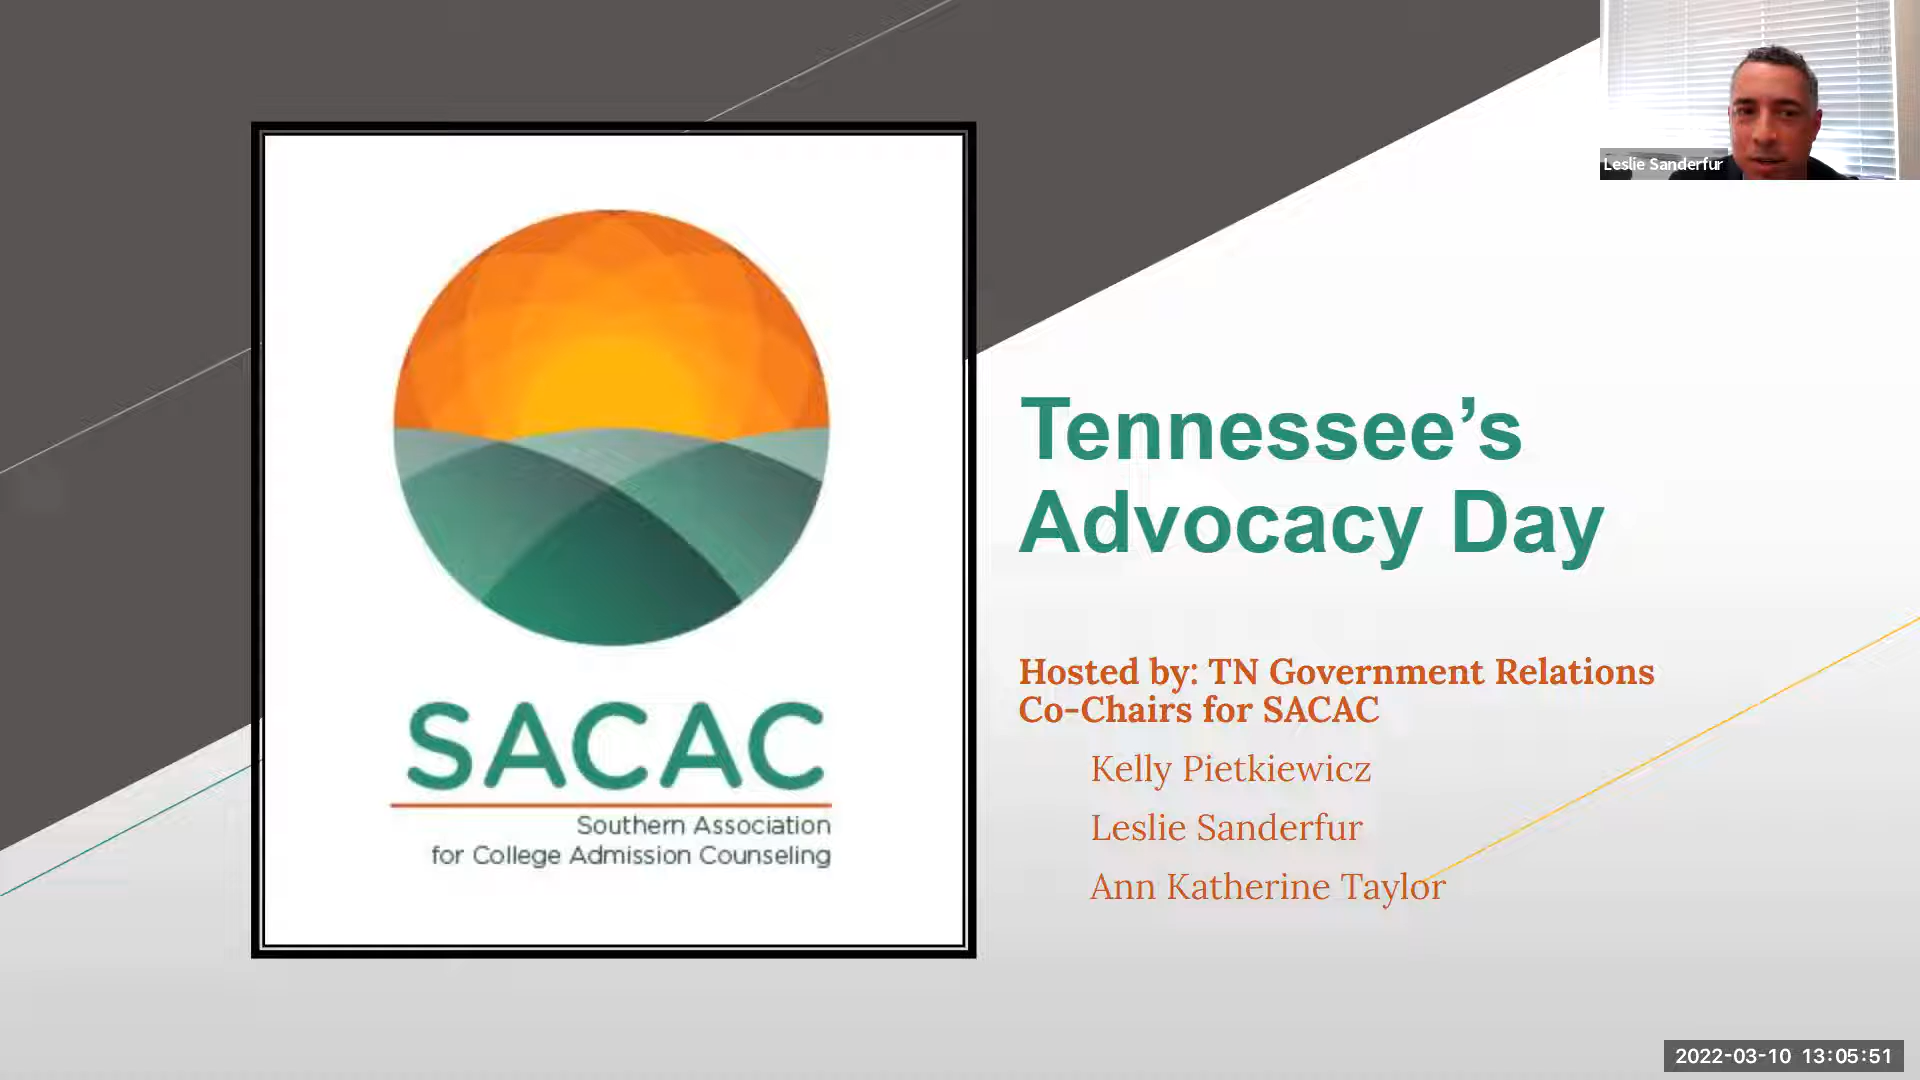 Leslie Sanderfur
Tennessee’s
Advocacy Day
SACAC
Southern Association
for College Admission Counseling
Hosted by: TN Government Relations
Co-Chairs for SACAC
Kelly Pietkiewicz
Leslie Sanderfur
Ann Katherine Taylor
2022-03-10 13:05:51